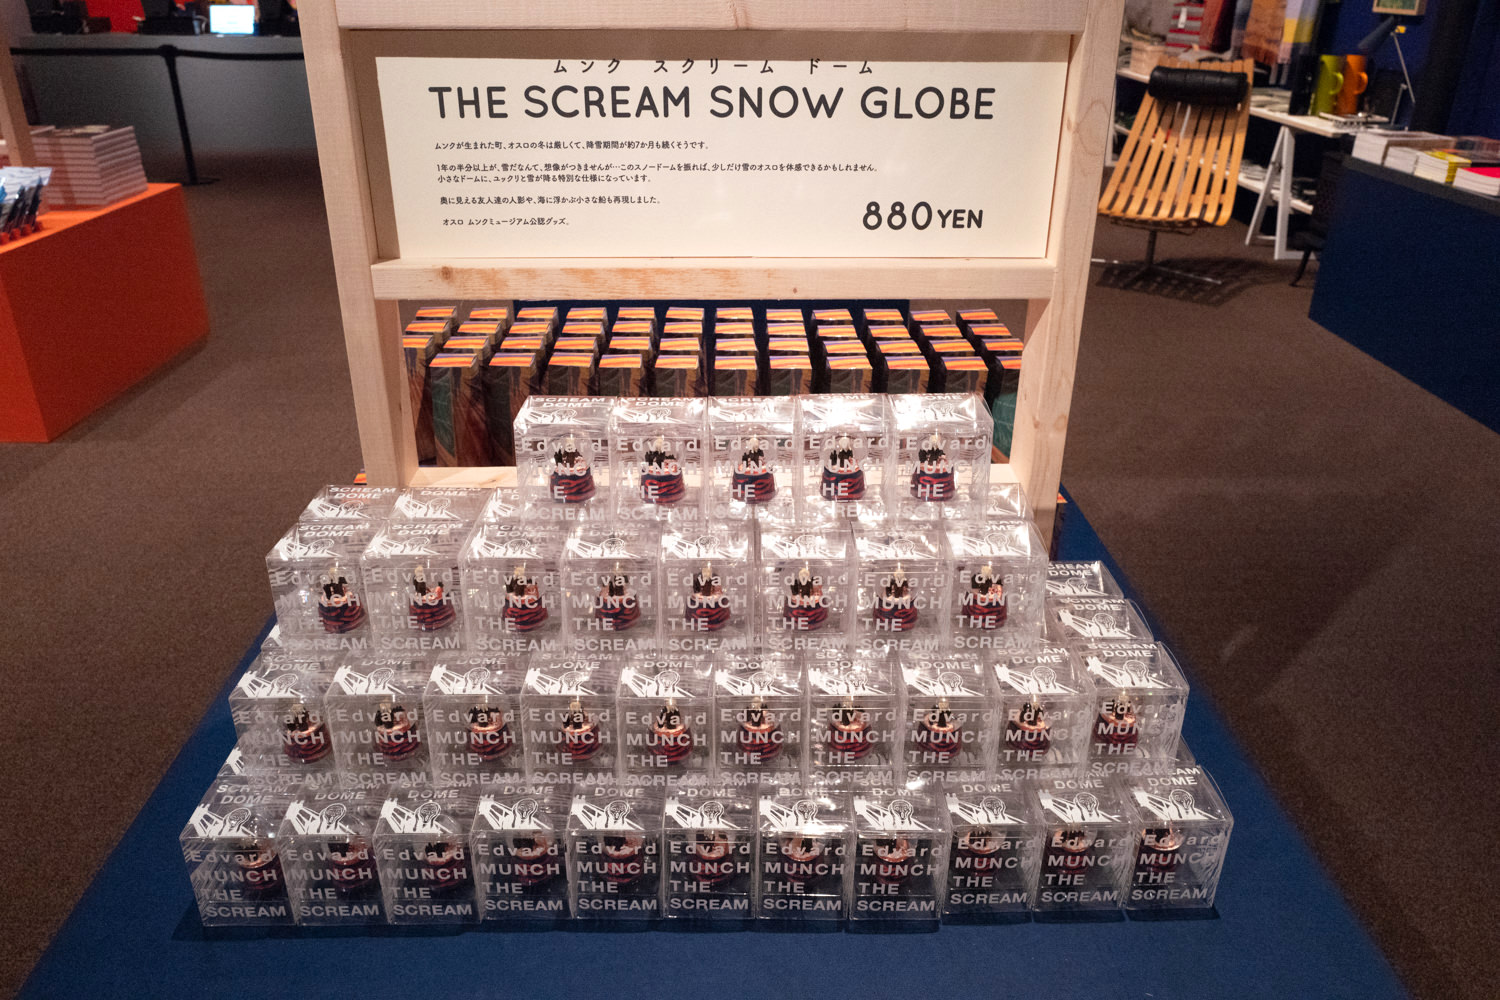 ムンク スクリーム ドーム
THE SCREAM SNOW GLOBE
ムンクが生まれた町、オスロの冬は厳しくて、降雪期間が約7か月も続くそうです。
1年の半分以上が、雪だなんて、想像がつきませんが…このスノードームを振れば、少しだけ雪のオスロを体感できるかもしれません。
小さなドームに、ユックリと雪が降る特別な仕様になっています。
奥に見える友人達の人影や、海に浮かぶ小さな船も再現しました。
オスロ ムンクミュージアム公認グッズ。
880YEN
SCREAM
DOME
Edvard
MUNCH
THE
SCREAM